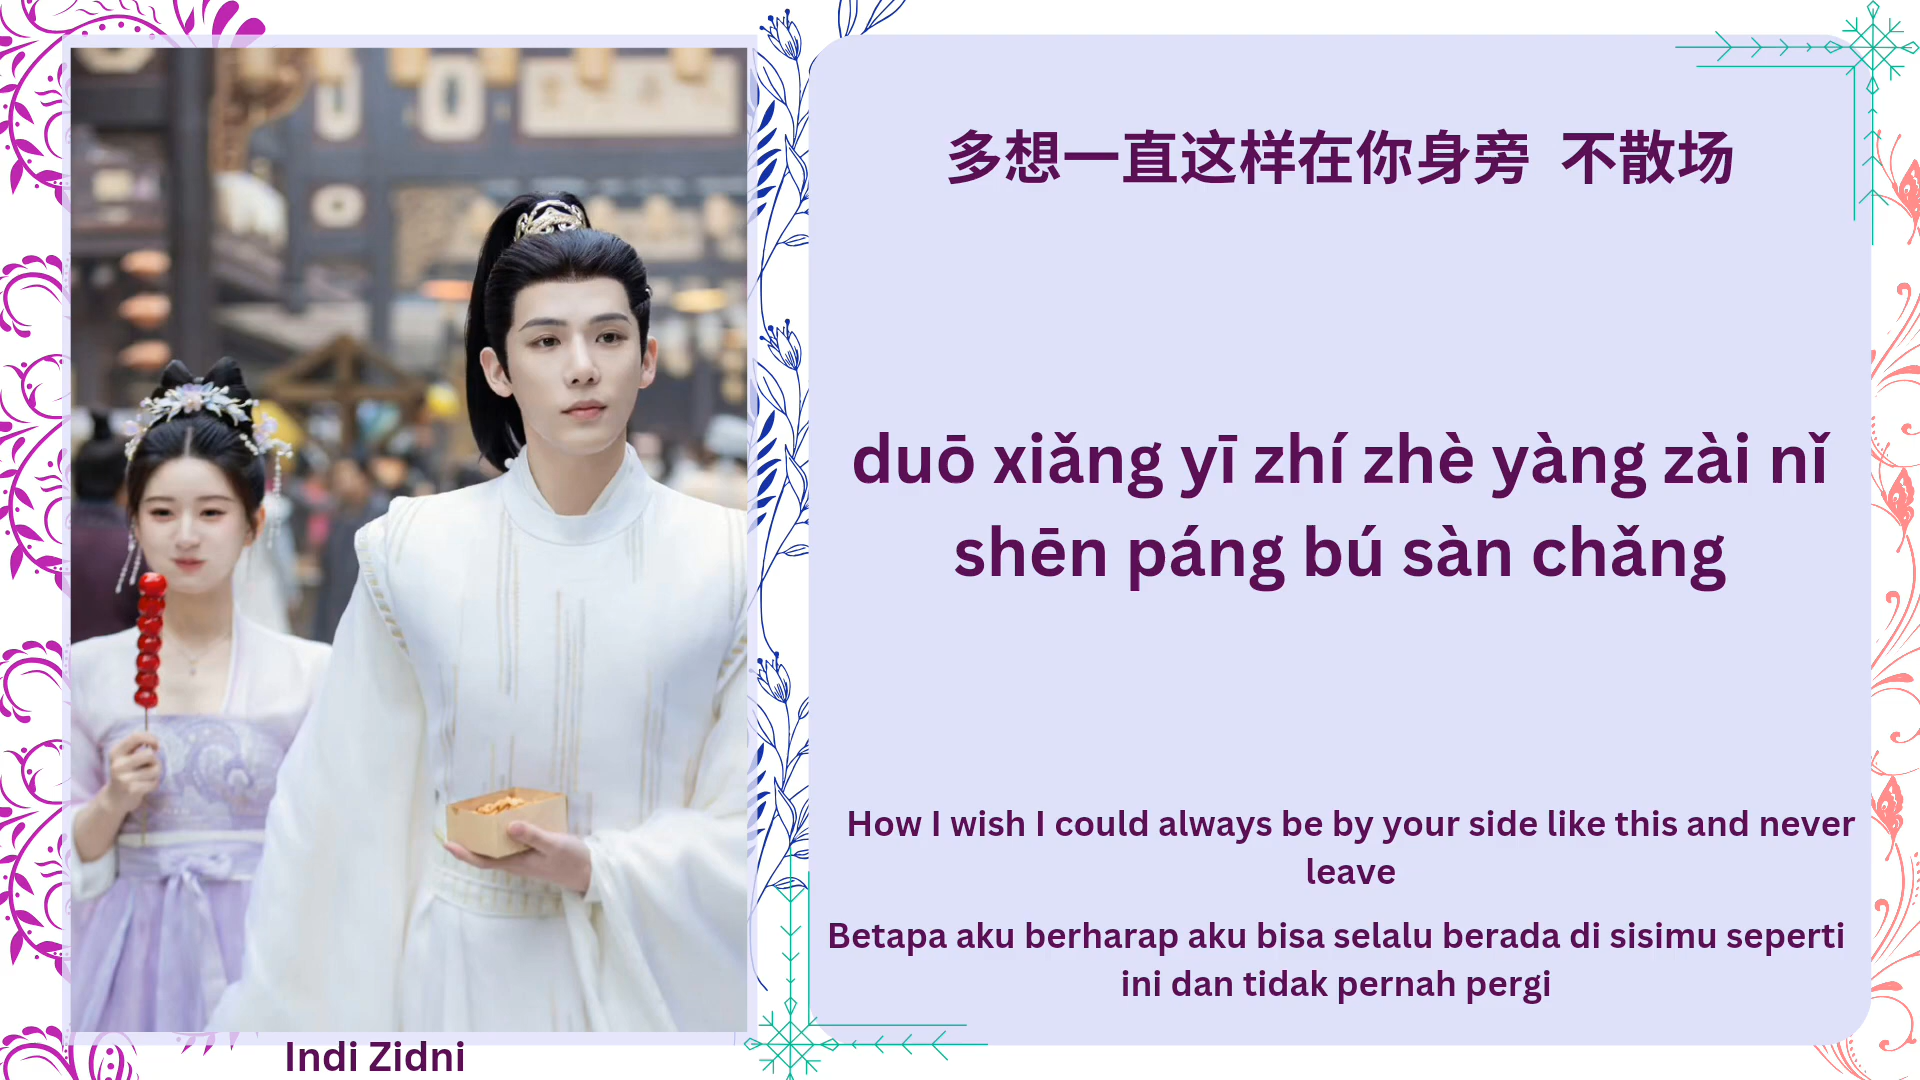 多想一直这样在你身旁 不散场
duō xiǎng yī zhí zhè yàng zài nǐ
shēn páng bú sàn chǎng
How I wish I could always be by your side like this and never
leave
Betapa aku berharap aku bisa selalu berada di sisimu seperti
ini dan tidak pernah pergi
Indi Zidni